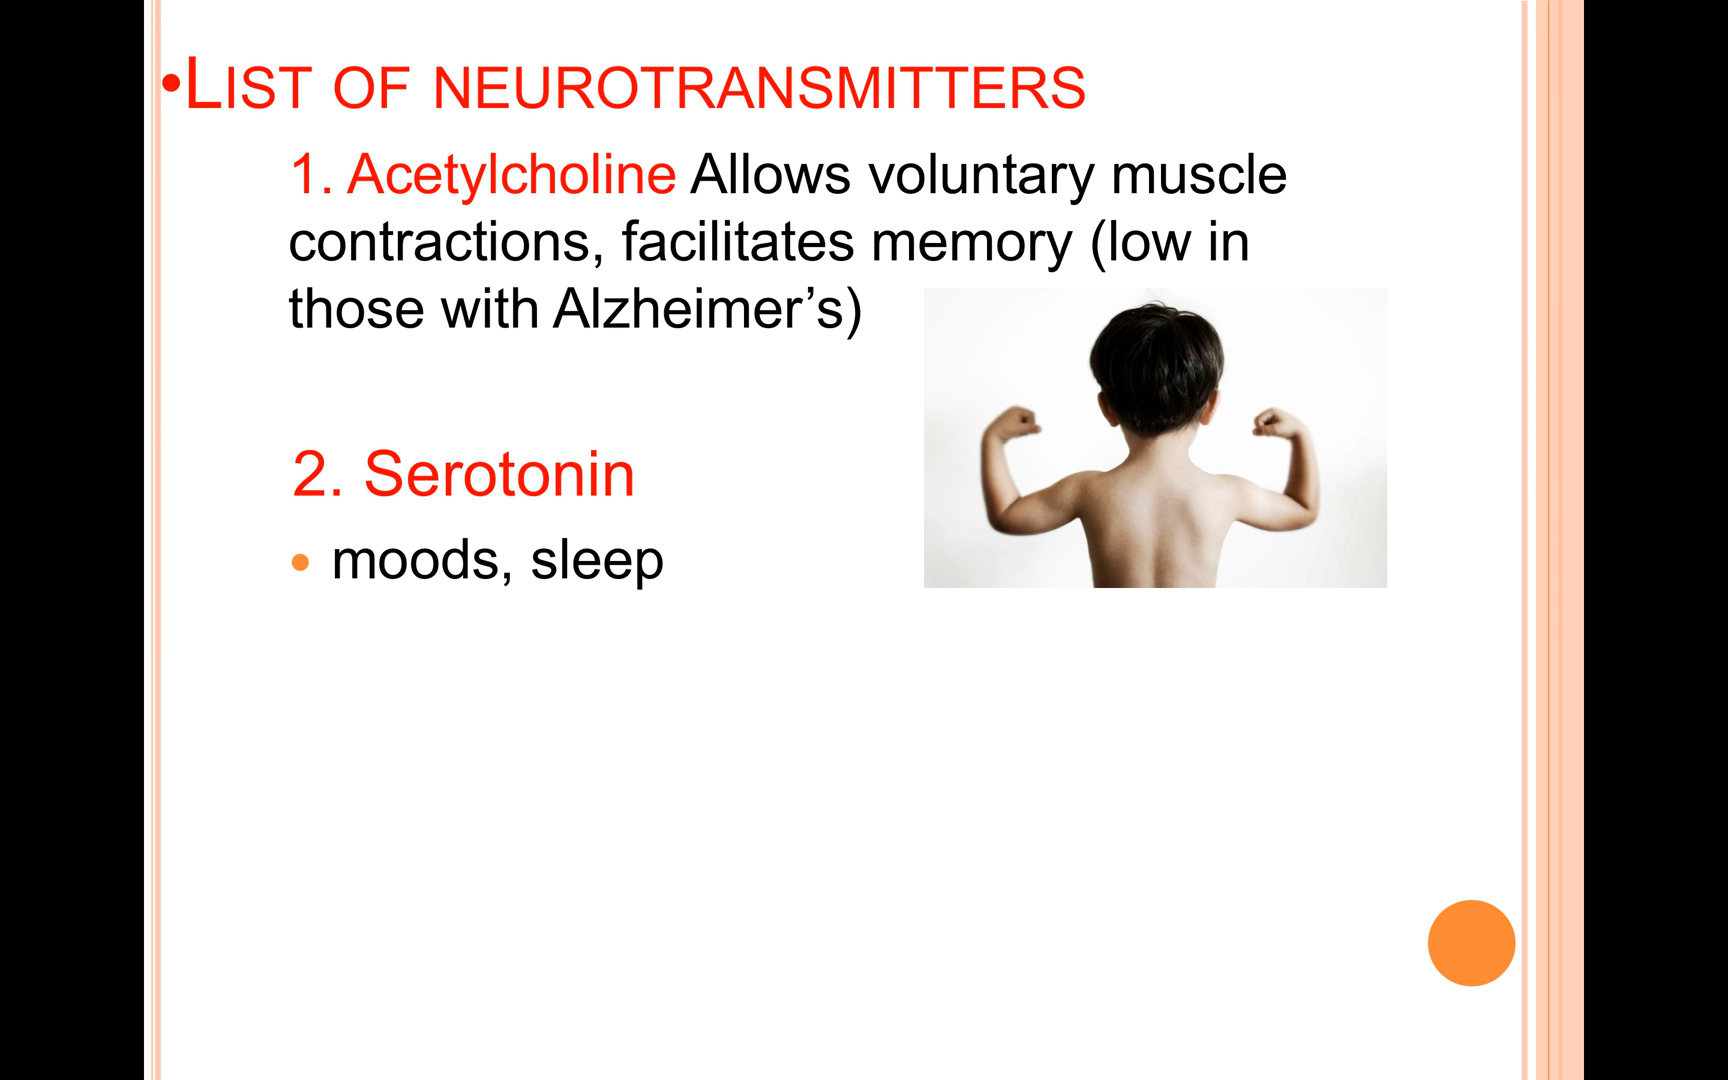 •LIST OF NEUROTRANSMITTERS
1. Acetylcholine Allows voluntary muscle
contractions, facilitates memory (low in
those with Alzheimer’s)
2. Serotonin
• moods, sleep